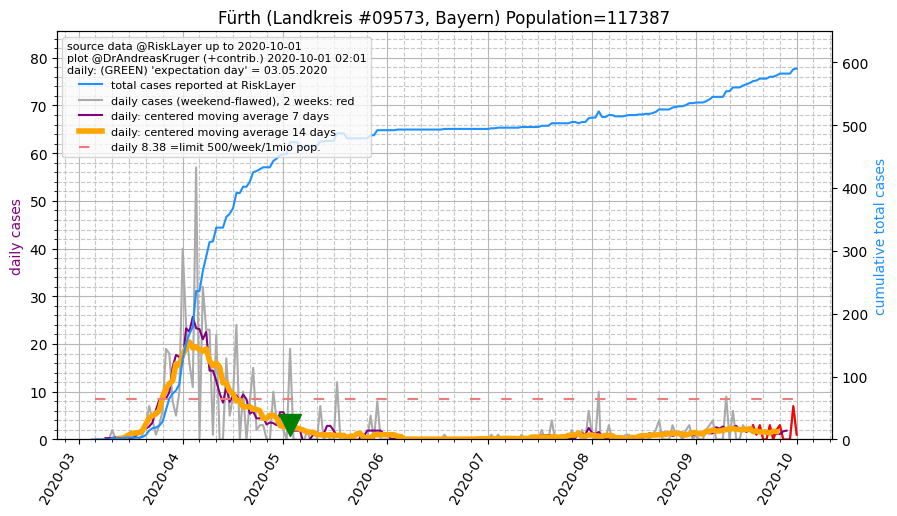 Fürth (Landkreis #09573, Bayern) Population=117387
source data @RiskLayer up to 2020-10-01
plot @DrAndreasKruger (+contrib.) 2020-10-01 02:01
daily: (GREEN) 'expectation day' = 03.05.2020
total cases reported at RiskLayer
daily cases (weekend-flawed), 2 weeks: red
daily: centered moving average 7 days
daily: centered moving average 14 days
daily 8.38 =limit 500/week/1mio pop.
daily cases
80
70
60
50
40
30
20
10
0
cumulative total cases
600
500
400
300
200
100
0
2020-03
2020-04
2020-05
2020-06
2020-07
2020-08
2020-09
2020-10